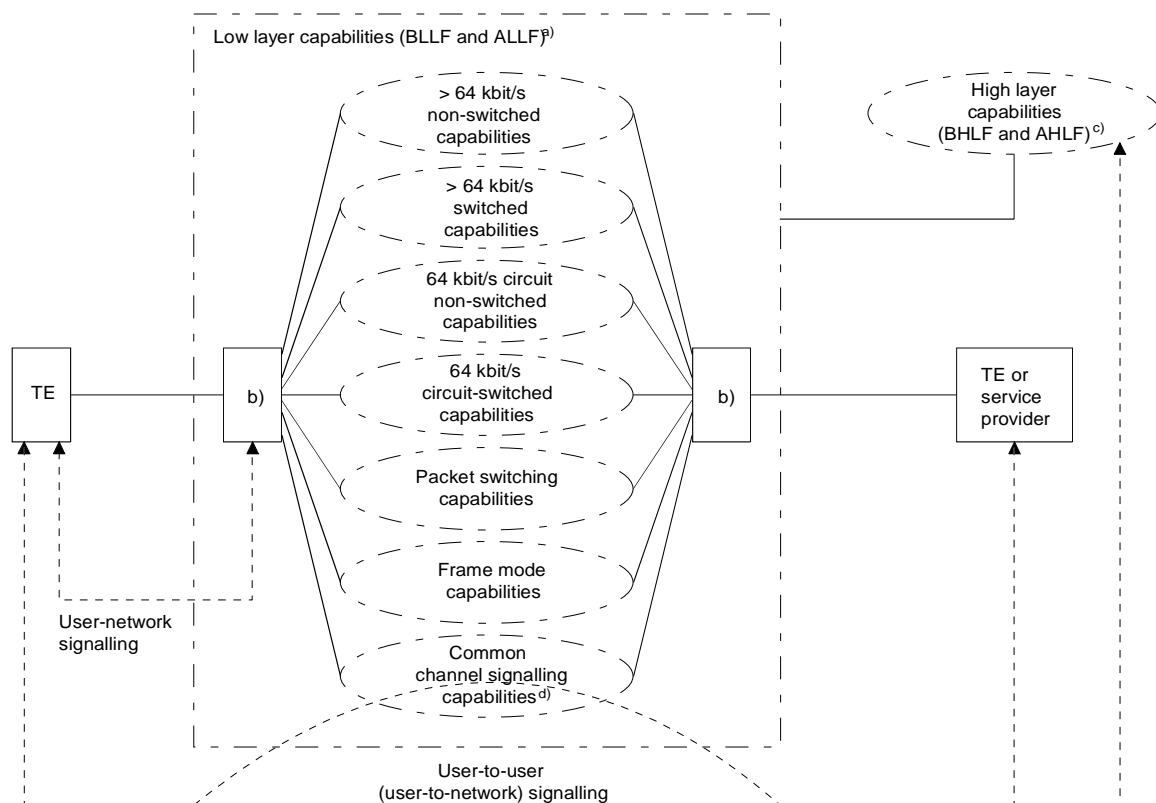 Low layer capabilities (BLLF and ALLF)a)
> 64 kbit/s
non-switched
capabilities
High layer
capabilities
(BHLF and AHLF)c)
> 64 kbit/s
switched
capabilities
64 kbit/s circuit
non-switched
capabilities
TE
b)
64 kbit/s
circuit-switched
capabilities
b)
TE or
service
provider
Packet switching
capabilities
Frame mode
capabilities
User-network
signalling
Common
channel signalling
capabilitiesd)
User-to-user
(user-to-network) signalling